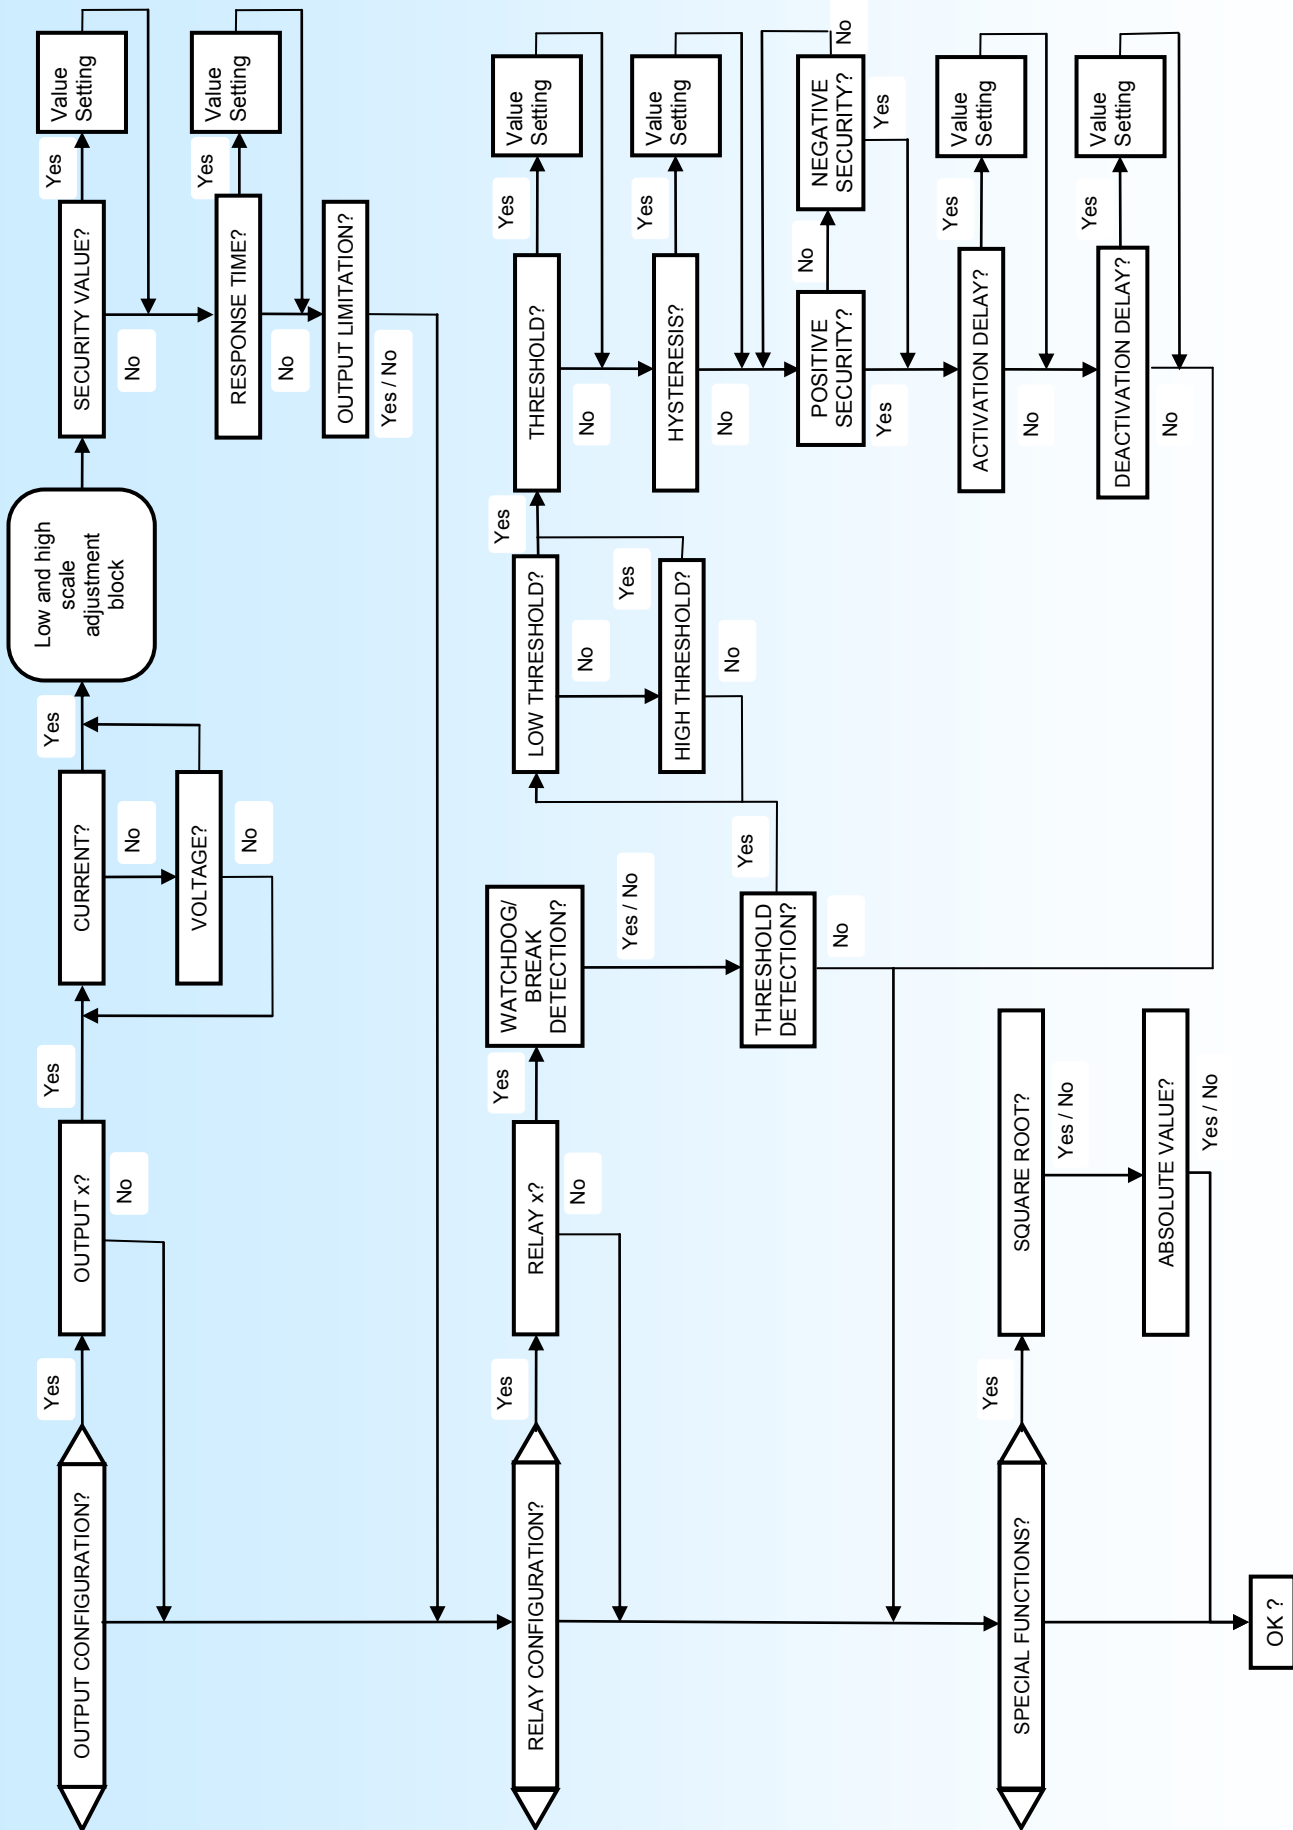 OUTPUT CONFIGURATION?
Yes
OUTPUT x?
No
Yes
CURRENT?
No
VOLTAGE?
No
Yes
Low and high
scale
adjustment
block
SECURITY VALUE?
Yes
Value
Setting
No
RESPONSE TIME?
Yes
Value
Setting
No
OUTPUT LIMITATION?
Yes / No
RELAY CONFIGURATION?
Yes
RELAY x?
No
Yes
WATCHDOG/
BREAK
DETECTION?
Yes / No
THRESHOLD
DETECTION?
No
Yes
LOW THRESHOLD?
No
Yes
HIGH THRESHOLD?
No
Yes
THRESHOLD?
Yes
Value
Setting
No
HYSTERESIS?
Yes
Value
Setting
No
POSITIVE
SECURITY?
No
NEGATIVE
SECURITY?
No
Yes
Yes
ACTIVATION DELAY?
Yes
Value
Setting
No
DEACTIVATION DELAY?
Yes
Value
Setting
No
SPECIAL FUNCTIONS?
Yes
SQUARE ROOT?
Yes / No
ABSOLUTE VALUE?
Yes / No
OK ?